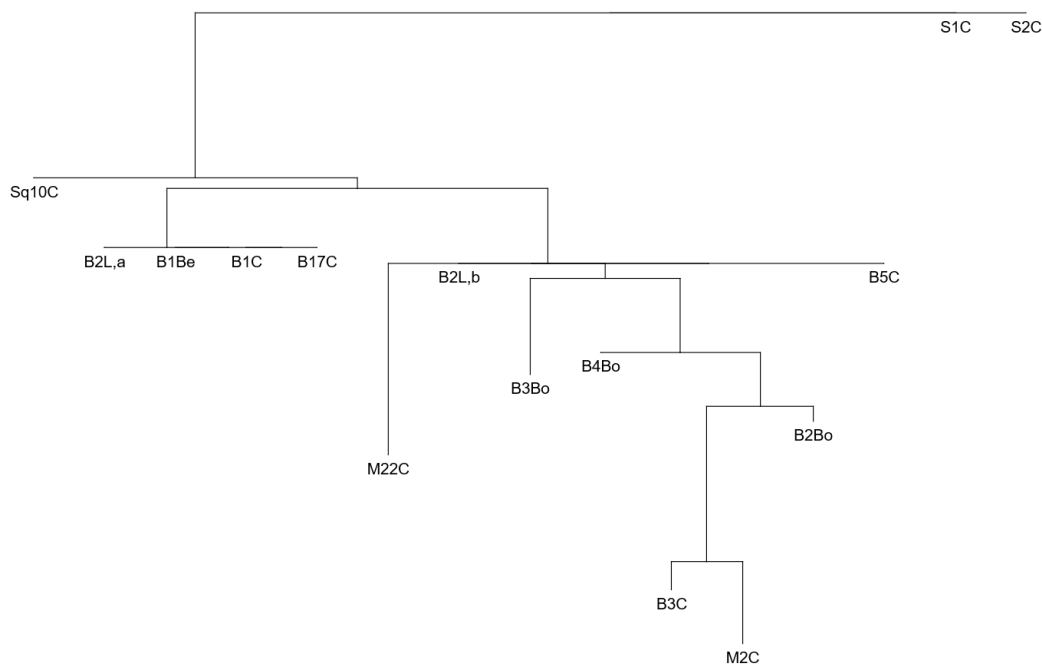 S1C S2C
Sq10C
B2L,a B1Be B1C B17C
B2L,b B5C
B4Bo
B3Bo
B2Bo
M22C
B3C
M2C